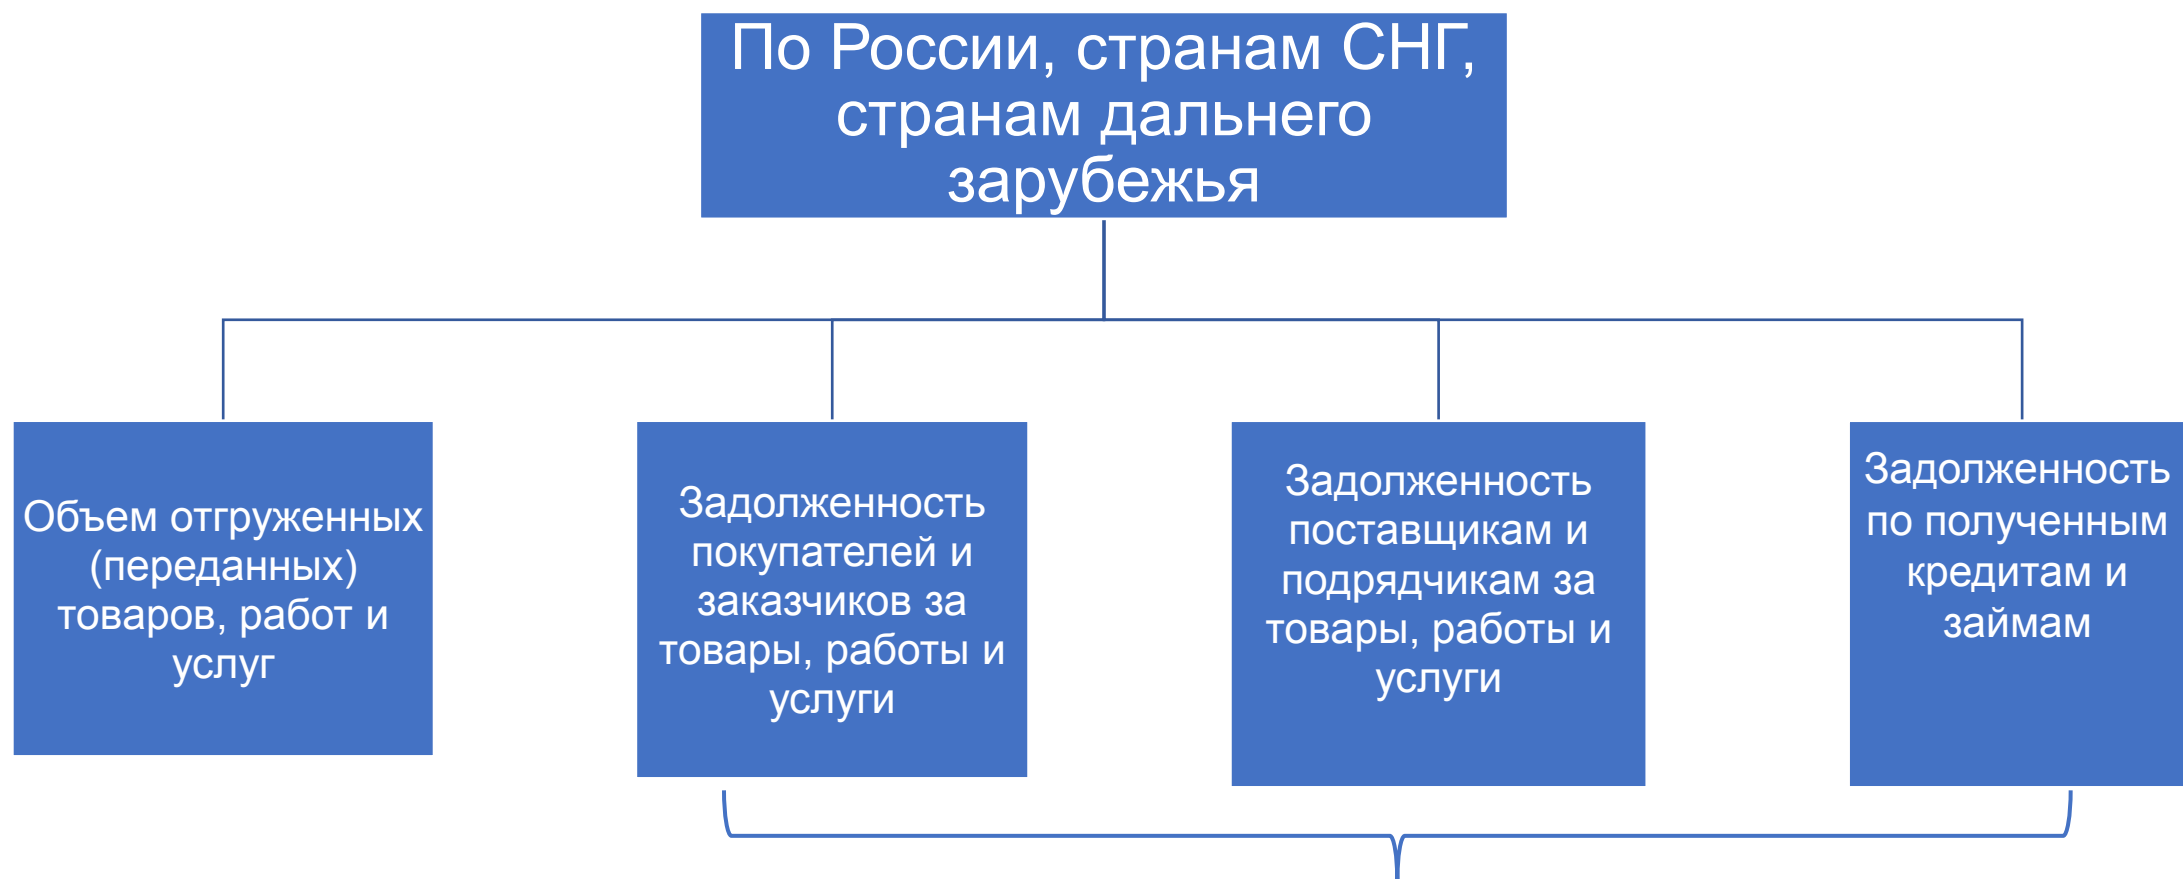 По России, странам СНГ,
странам дальнего
зарубежья
Объем отгруженных
(переданных)
товаров, работ и
услуг
Задолженность
покупателей и
заказчиков за
товары, работы и
услуги
Задолженность
поставщикам и
подрядчикам за
товары, работы и
услуги
Задолженность
по полученным
кредитам и
займам